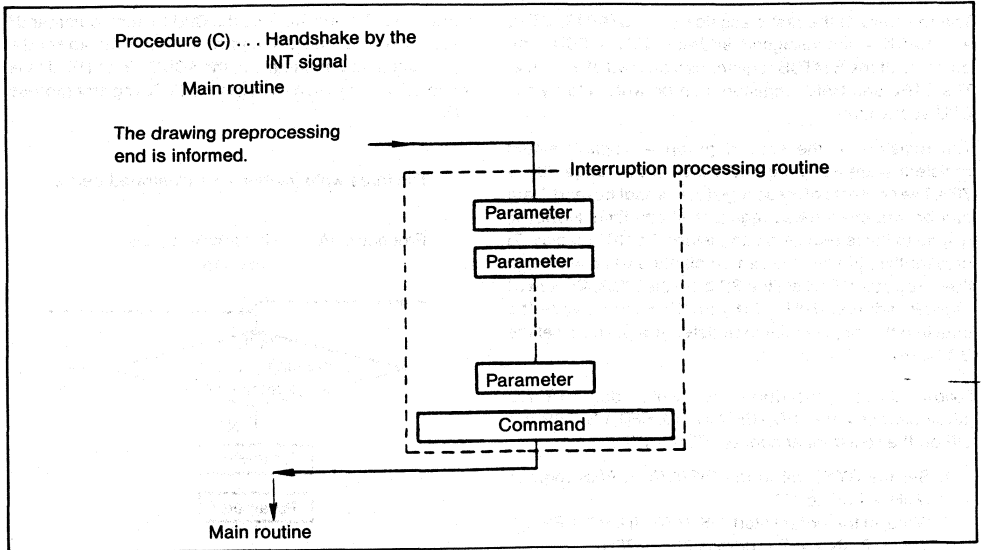 Procedure (C) ... Handshake by the
INT signal
Main routine
The drawing preprocessing
end is informed.
Interruption processing routine
Parameter
Parameter
Parameter
Command
Main routine